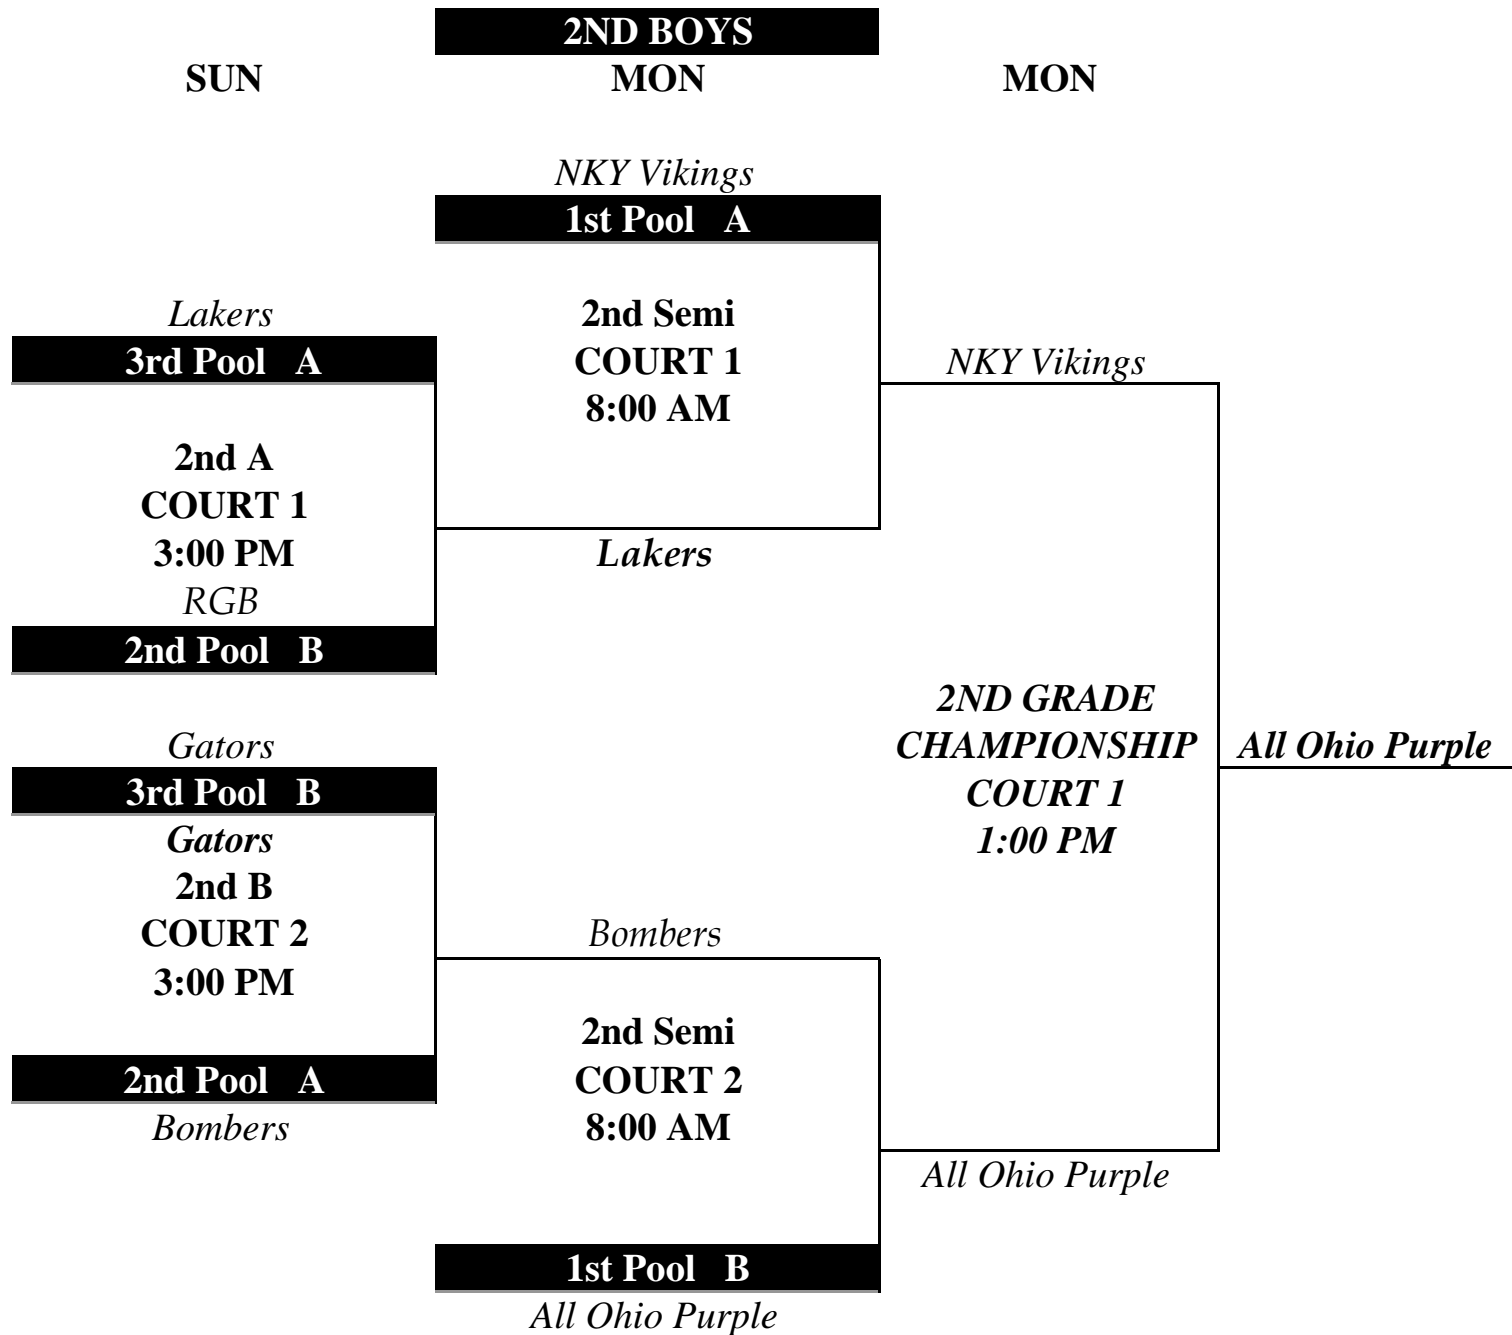 2ND BOYS
SUN MON MON
NKY Vikings
1st Pool A
Lakers
3rd Pool A
2nd A
COURT 1
3:00 PM
RGB
2nd Pool B
2nd Semi
COURT 1
8:00 AM
Lakers
NKY Vikings
Gators
3rd Pool B
Gators
2nd B
COURT 2
3:00 PM
2nd Pool A
Bombers
Bombers
2nd Semi
COURT 2
8:00 AM
1st Pool B
All Ohio Purple
All Ohio Purple
2ND GRADE
CHAMPIONSHIP
COURT 1
1:00 PM
All Ohio Purple